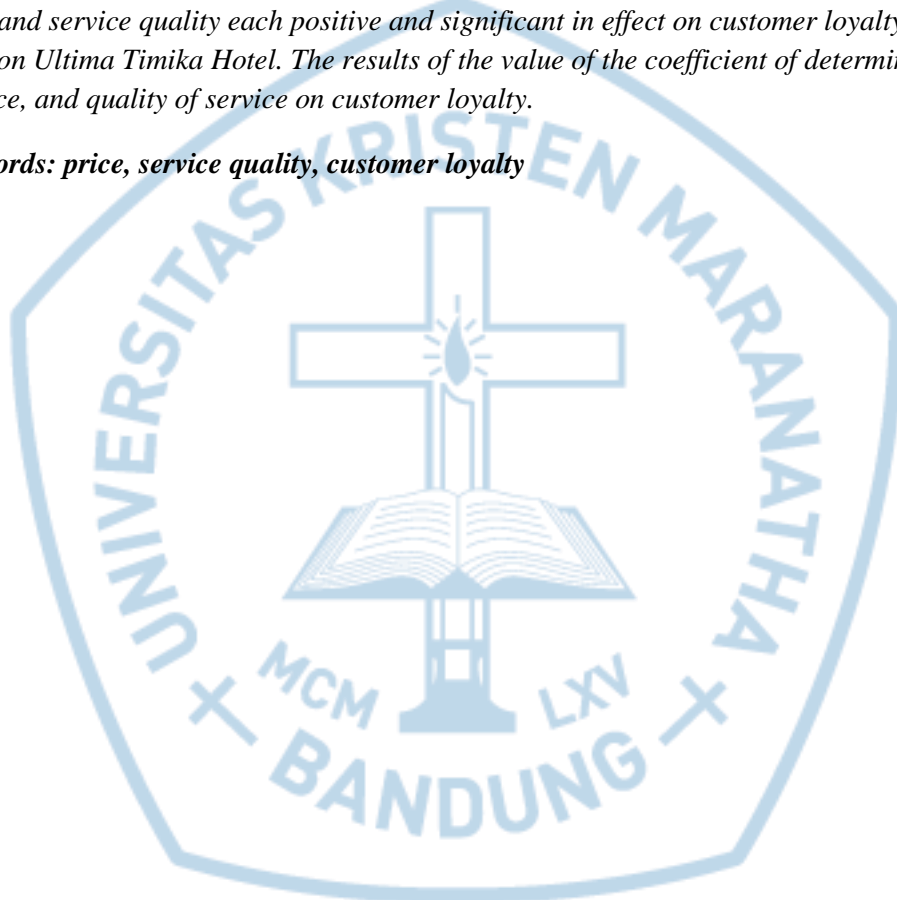 and service quality each positive and significant in effect on customer loyalty
on Ultima Timika Hotel. The results of the value of the coefficient of determin
ce, and quality of service on customer loyalty.
ords: price, service quality, customer loyalty
UNIVERSITAS KRISTEN MARANATHA
MCM LXV
BANDUNG